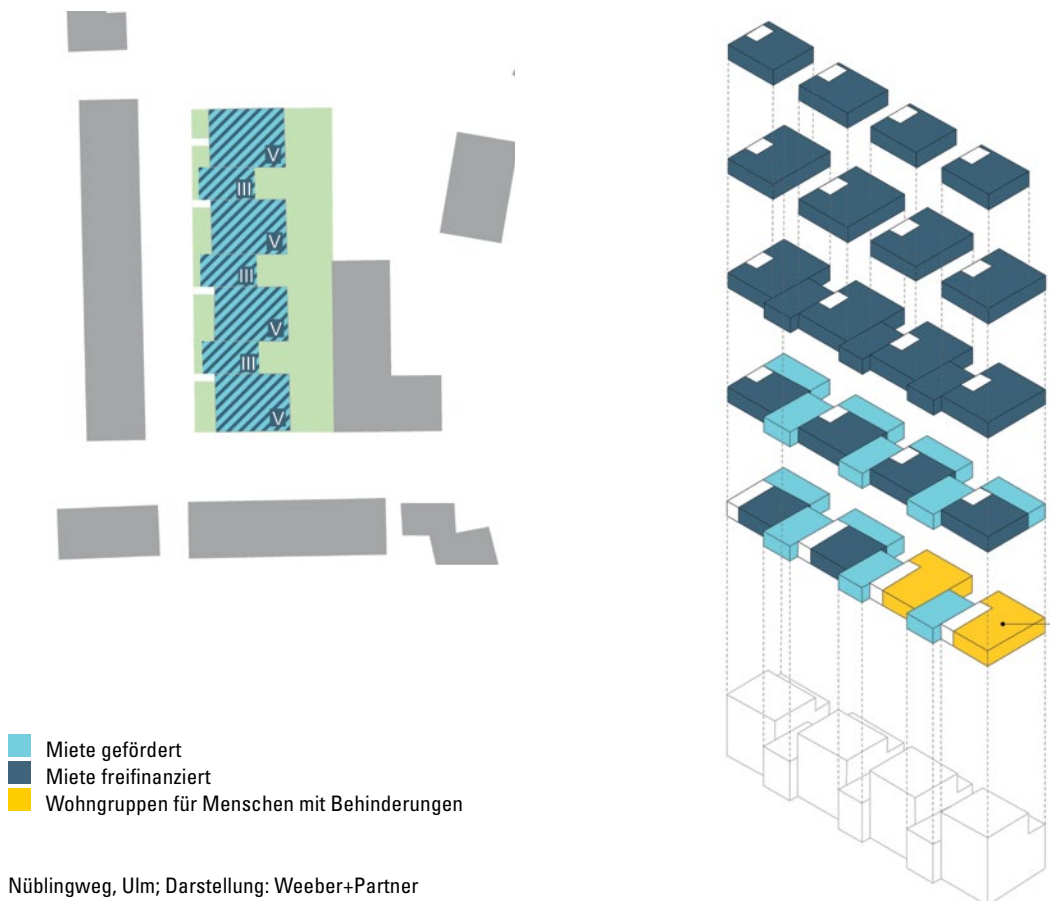 V
III
V
III
V
III
V
Miete gefördert
Miete freifinanziert
Wohngruppen für Menschen mit Behinderungen
Nüblingweg, Ulm; Darstellung: Weeber+Partner